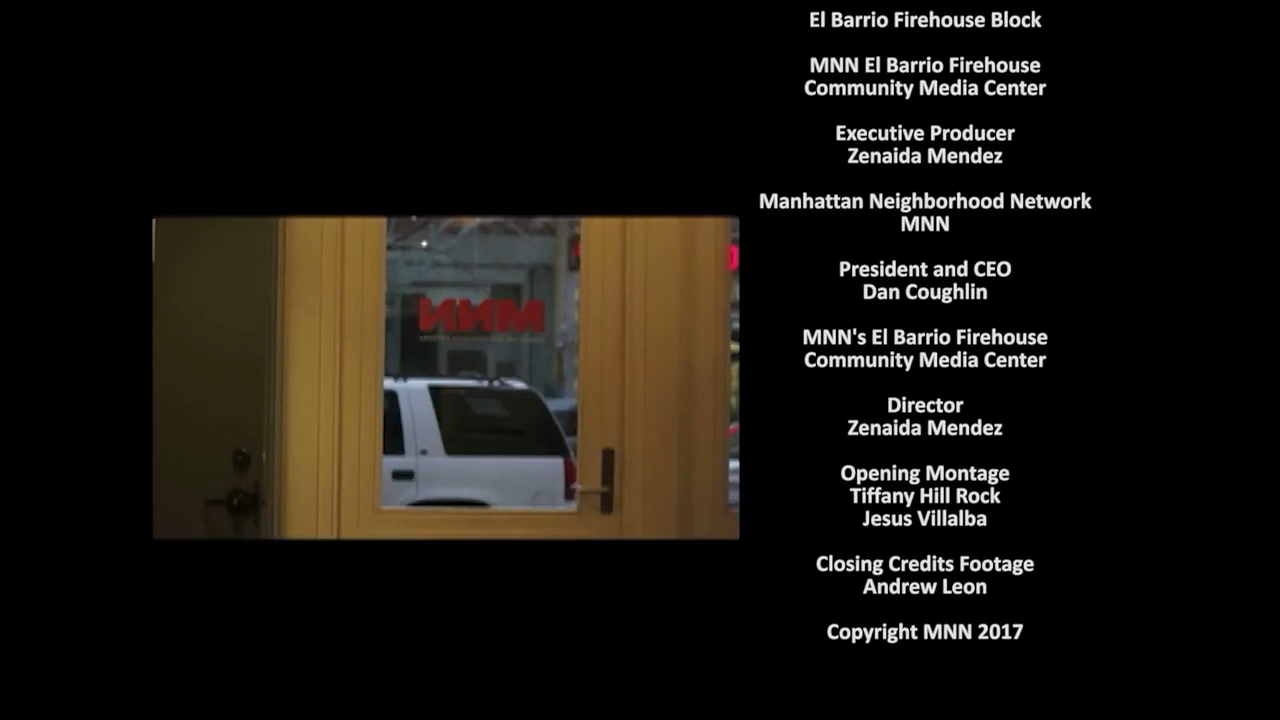 El Barrio Firehouse Block
MNN El Barrio Firehouse
Community Media Center
Executive Producer
Zenaida Mendez
Manhattan Neighborhood Network
MNN
President and CEO
Dan Coughlin
MNN's El Barrio Firehouse
Community Media Center
Director
Zenaida Mendez
Opening Montage
Tiffany Hill Rock
Jesus Villalba
Closing Credits Footage
Andrew Leon
Copyright MNN 2017
MNN